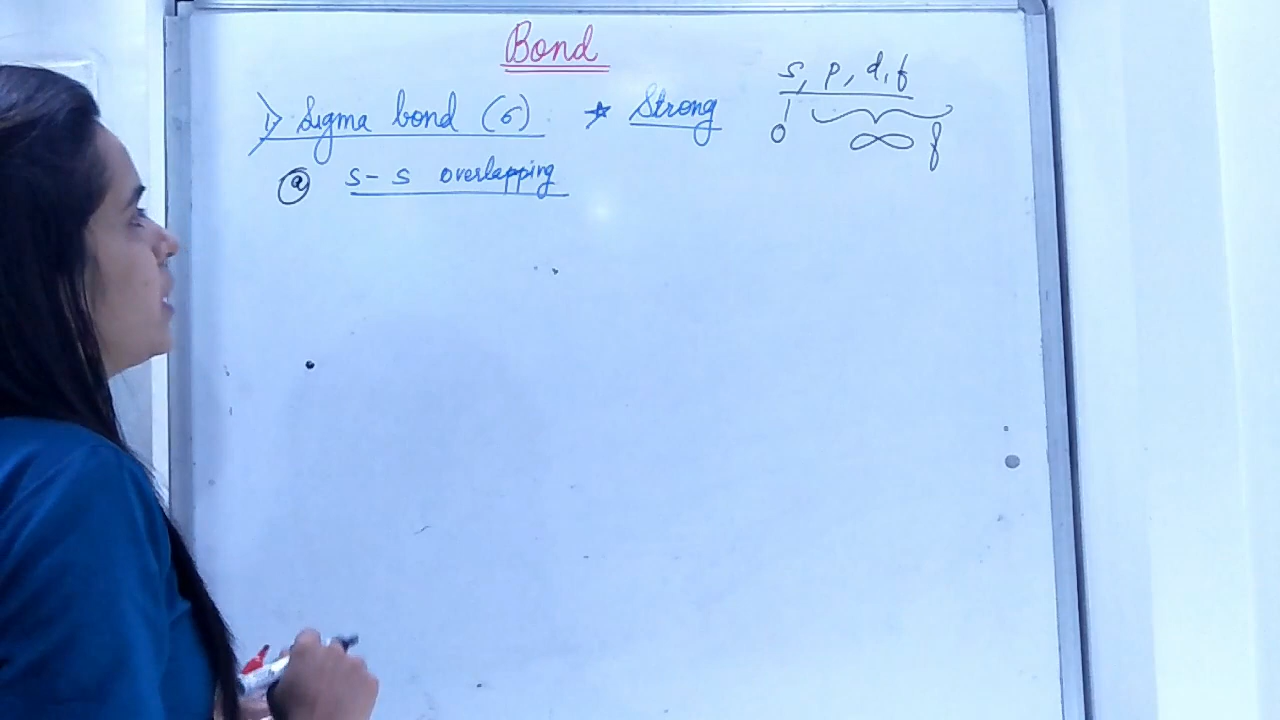 Bond
s, p, d, f
1) Sigma bond (σ) * Strong
(a) s-s overlapping